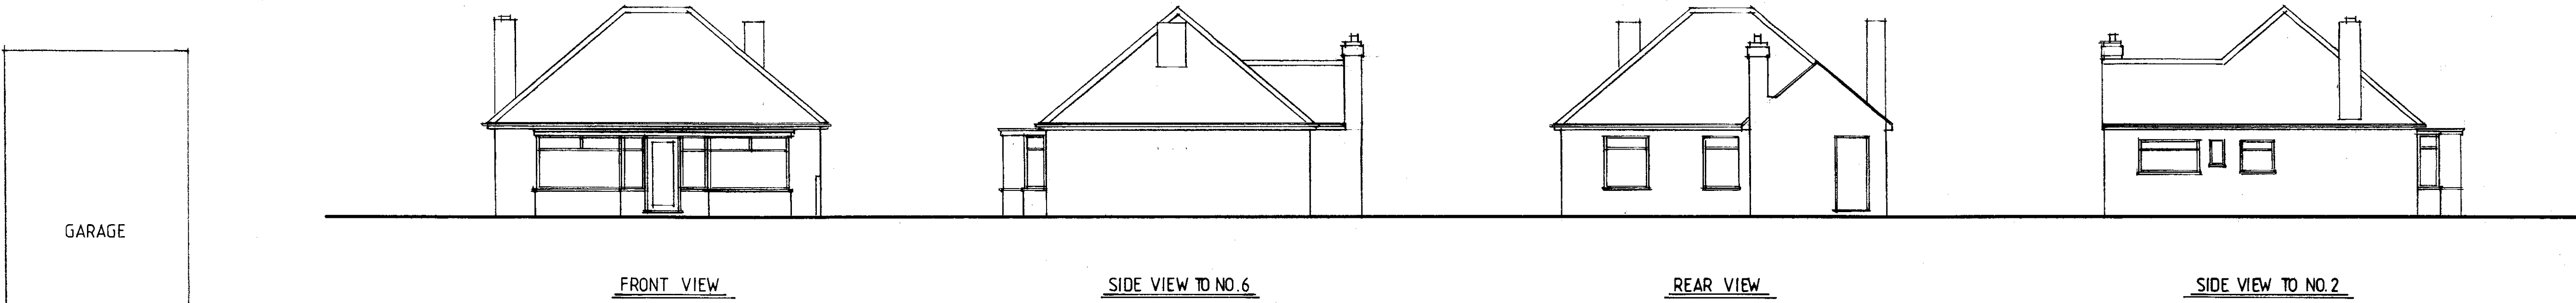 GARAGE
FRONT VIEW
SIDE VIEW TO NO.6
REAR VIEW
SIDE VIEW TO NO.2